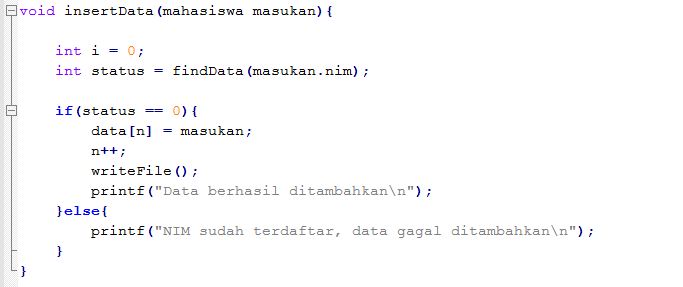 void insertData(mahasiswa masukan){
int i = 0;
int status = findData(masukan.nim);
if(status == 0){
data[n] = masukan;
n++;
writeFile();
printf("Data berhasil ditambahkan\n");
}else{
printf("NIM sudah terdaftar, data gagal ditambahkan\n");
}
}